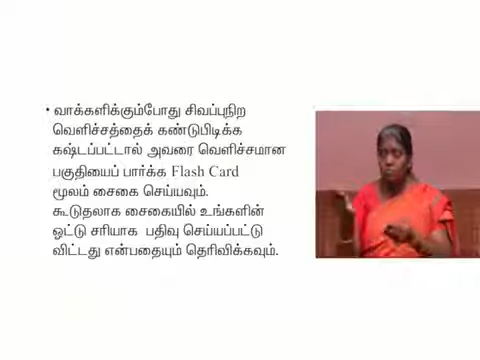 • வாக்களிக்கும்போது சிவப்புநிற
வெளிச்சத்தைக் கண்டுபிடிக்க
கஷ்டப்பட்டால் அவரை வெளிச்சமான
பகுதியைப் பார்க்க Flash Card
மூலம் சைகை செய்யவும்.
கூடுதலாக சைகையில் உங்களின்
ஓட்டு சரியாக பதிவு செய்யப்பட்டு
விட்டது என்பதையும் தெரிவிக்கவும்.